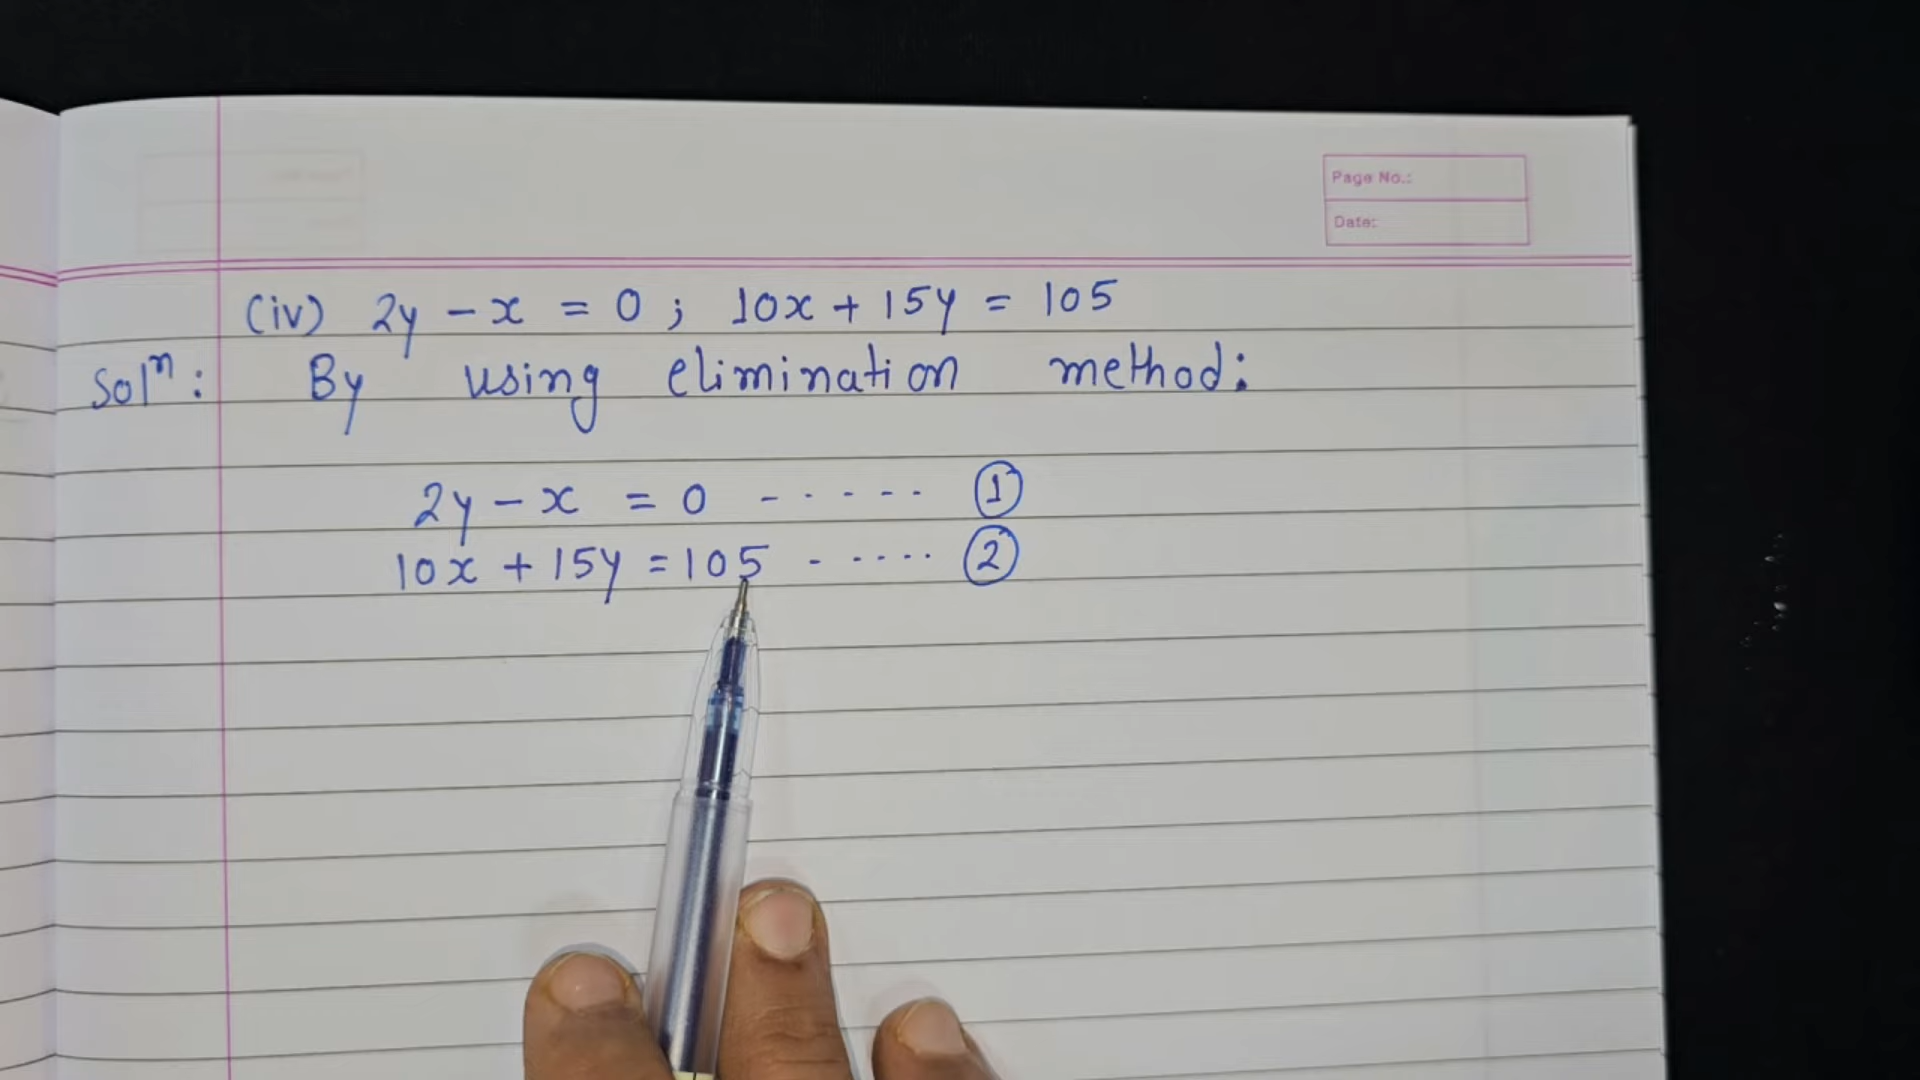 Page No.:
Date:
(iv) 2y - x = 0 ; 10x + 15y = 105
Solⁿ : By using elimination method:
2y - x = 0 - - - - - ①
10x + 15y = 105 - - - - - ②